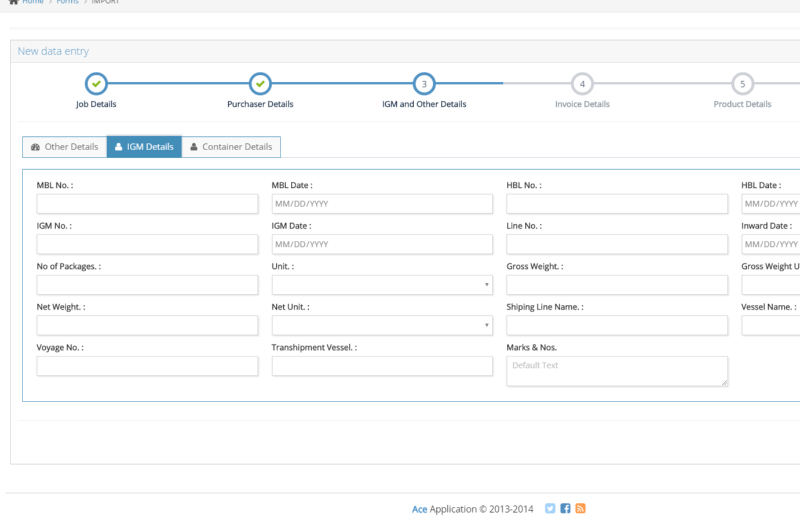 Home > Forms > IMPORT
New data entry
3 4 5
Job Details Purchaser Details IGM and Other Details Invoice Details Product Details
Other Details IGM Details Container Details
MBL No. : MBL Date : HBL No. : HBL Date :
MM/DD/YYYY MM/DD/YYYY
IGM No. : IGM Date : Line No. : Inward Date :
MM/DD/YYYY MM/DD/YYYY
No of Packages. : Unit. : Gross Weight. : Gross Weight U
Net Weight. : Net Unit. : Shiping Line Name. : Vessel Name. :
Voyage No. : Transhipment Vessel. : Marks & Nos.
Default Text
Ace Application © 2013-2014